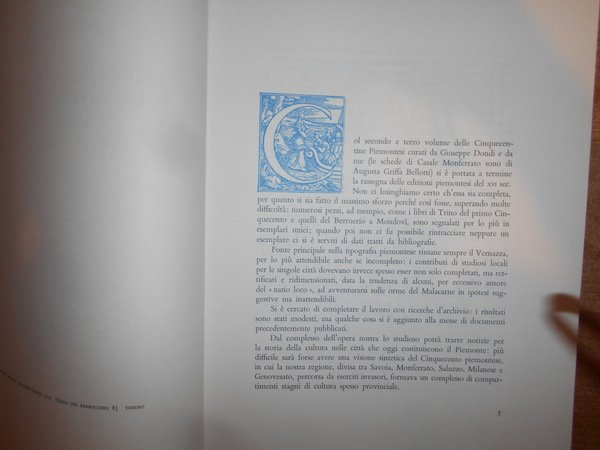 C
ol secondo e terzo volume delle Cinquecen-
tine Piemontesi curati da Giuseppe Dondi e da
me (le schede di Casale Monferrato sono di
Augusta Griffa Bellotti) si è portata a termine
la rassegna delle edizioni piemontesi del XVI sec.
Non ci lusinghiamo certo ch'essa sia completa,
per quanto si sia fatto il massimo sforzo perché così fosse, superando molte
difficoltà: numerosi pezzi, ad esempio, come i libri di Trino del primo Cin-
quecento e quelli del Berruerio a Mondovì, sono segnalati per lo più in
esemplari unici; quando poi non ci fu possibile rintracciare neppure un
esemplare ci si è serviti di dati tratti da bibliografie.
Fonte principale sulla tipografia piemontese rimane sempre il Vernazza,
per lo più attendibile anche se incompleto: i contributi di studiosi locali
per le singole città dovevano invece spesso esser non solo completati, ma ret-
tificati e ridimensionati, data la tendenza di alcuni, per eccessivo amore
del « natio loco », ad avventurarsi sulle orme del Malacarne in ipotesi sug-
gestive ma inattendibili.
Si è cercato di completare il lavoro con ricerche d'archivio: i risultati
sono stati modesti, ma qualche cosa si è aggiunto alla messe di documenti
precedentemente pubblicati.
Dal complesso dell'opera nostra lo studioso potrà trarre notizie per
la storia della cultura nelle città che oggi costituiscono il Piemonte: più
difficile sarà forse avere una visione sintetica del Cinquecento piemontese,
in cui la nostra regione, divisa tra Savoia, Monferrato, Saluzzo, Milanese e
Genovesato, percorsa da eserciti invasori, formava un complesso di compar-
timenti stagni di cultura spesso provinciale.
5
83 TORINO